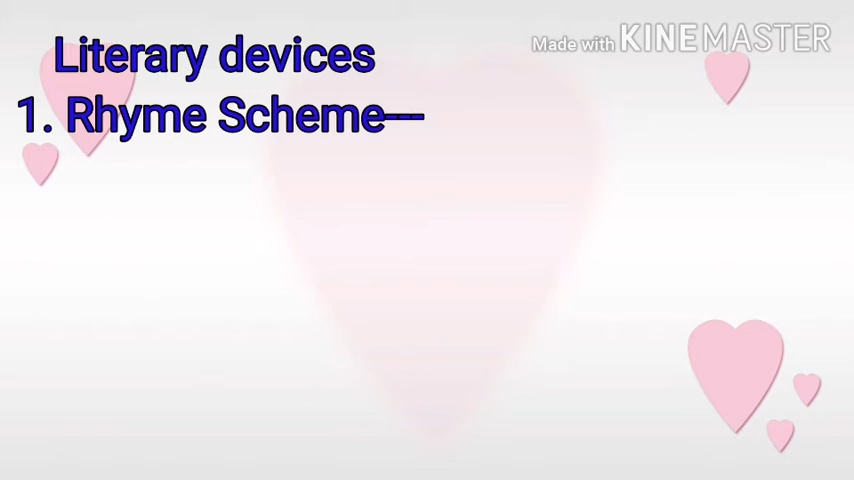 Made with KINEMASTER
Literary devices
1. Rhyme Scheme---